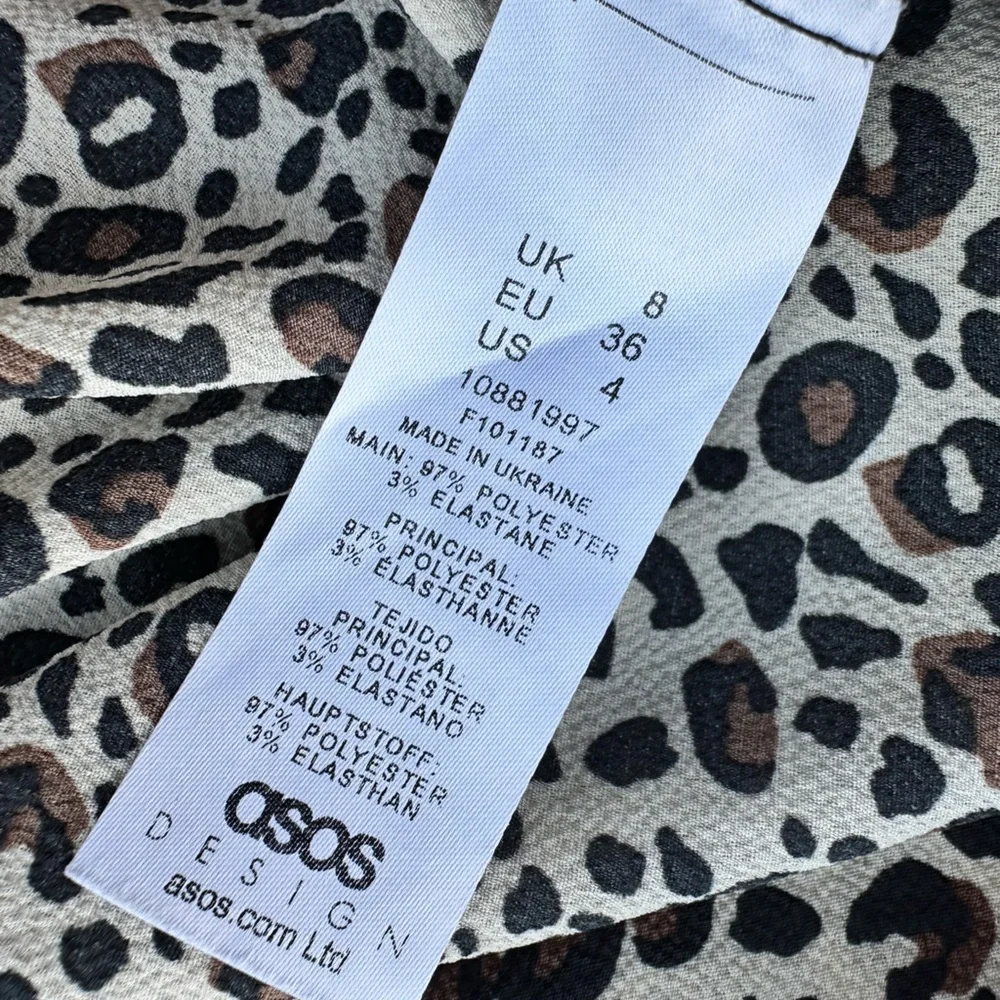 UK 8
EU 36
US 4
10881997
F101187
MADE IN UKRAINE
MAIN: 97% POLYESTER
3% ELASTANE
PRINCIPAL:
97% POLYESTER
3% ÉLASTHANNE
TEJIDO
PRINCIPAL:
97% POLIÉSTER
3% ELASTANO
HAUPTSTOFF:
97% POLYESTER
3% ELASTHAN
asos
DESIGN
asos.com Ltd